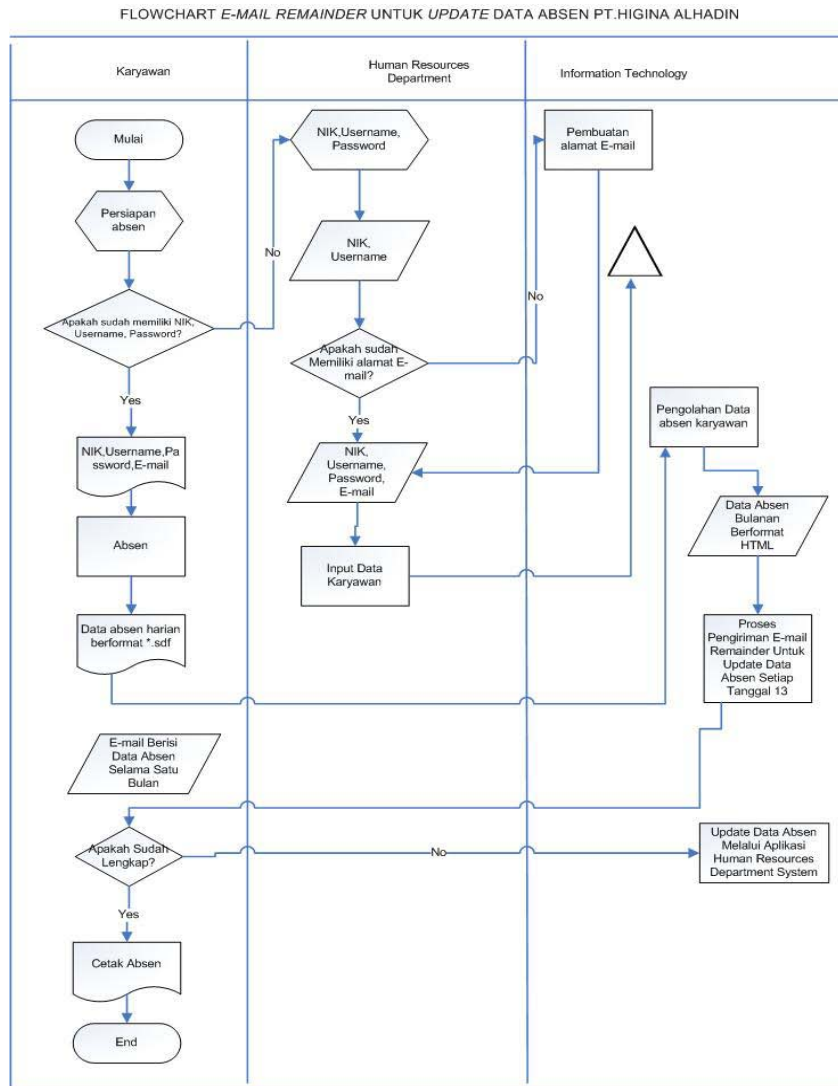 FLOWCHART E-MAIL REMAINDER UNTUK UPDATE DATA ABSEN PT.HIGINA ALHADIN
Karyawan
Human Resources
Department
Information Technology
Mulai
Persiapan
absen
Apakah sudah memiliki NIK,
Username, Password?
No
Yes
NIK,Username,Pa
ssword,E-mail
Absen
Data absen harian
berformat *.sdf
E-mail Berisi
Data Absen
Selama Satu
Bulan
Apakah Sudah
Lengkap?
No
Yes
Cetak Absen
End
NIK,Username,
Password
NIK,
Username
Apakah sudah
Memiliki alamat E-
mail?
No
Yes
NIK,
Username,
Password,
E-mail
Input Data
Karyawan
Pembuatan
alamat E-mail
Pengolahan Data
absen karyawan
Data Absen
Bulanan
Berformat
HTML
Proses
Pengiriman E-mail
Remainder Untuk
Update Data
Absen Setiap
Tanggal 13
Update Data Absen
Melalui Aplikasi
Human Resources
Department System